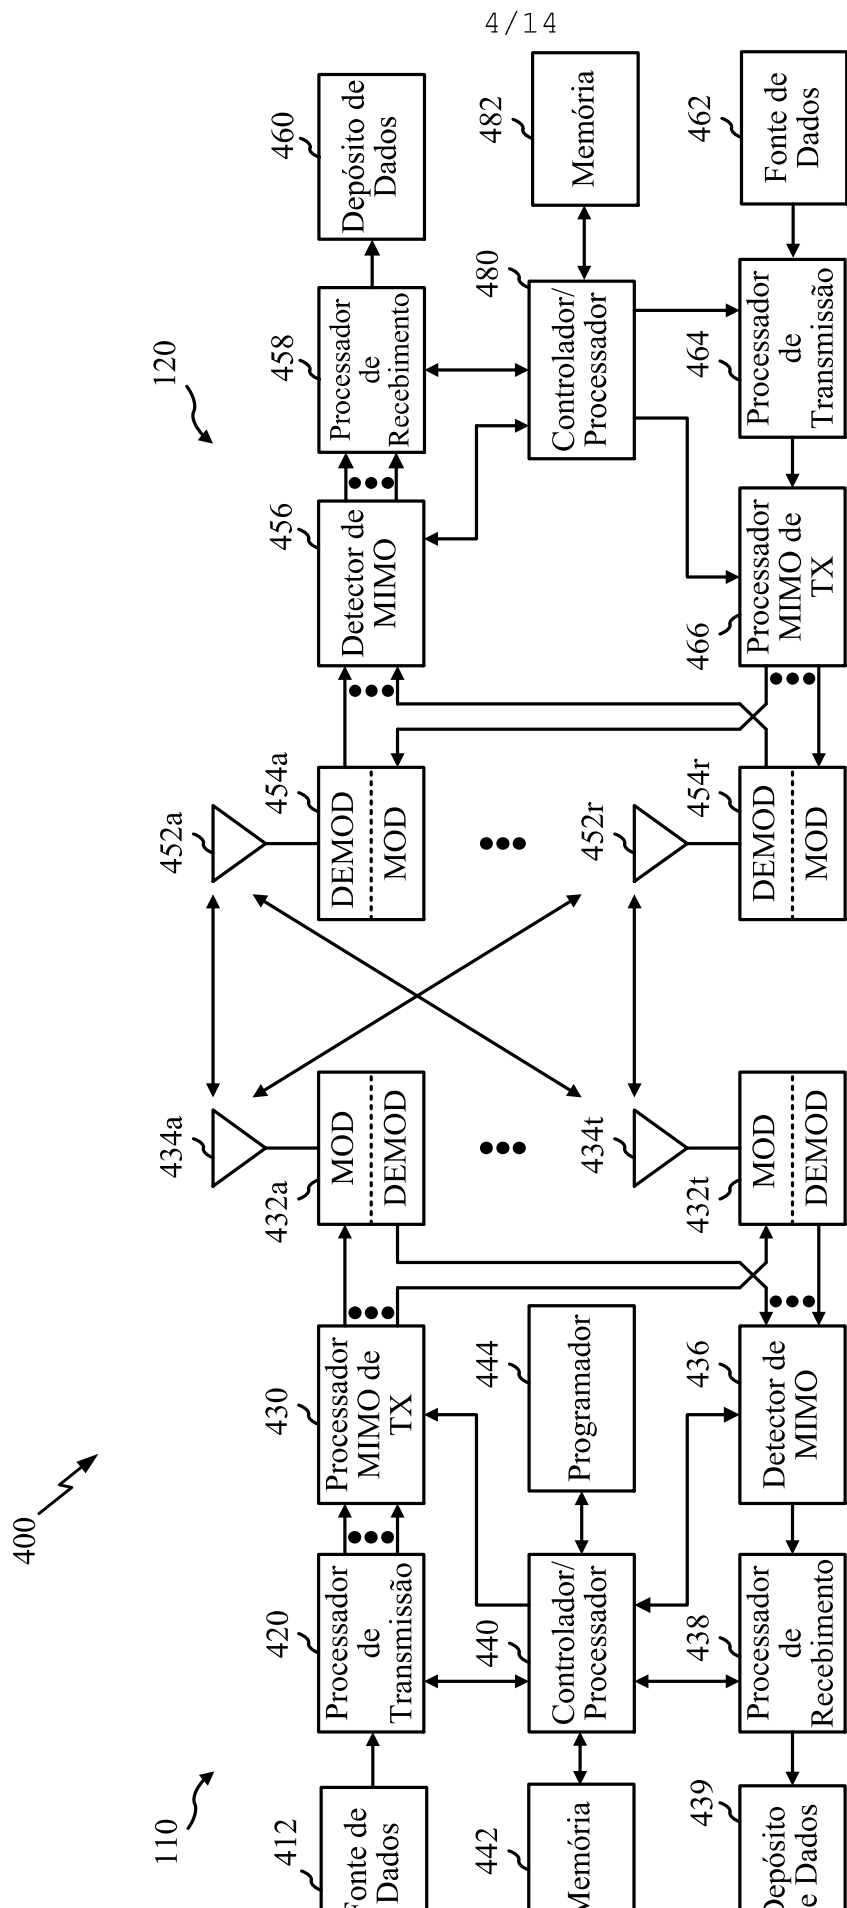 4/14
400
110
120
412
Fonte de
Dados
420
Processador
de
Transmissão
430
Processador
MIMO de
TX
432a
MOD
DEMOD
434a
452a
454a
DEMOD
MOD
456
Detector de
MIMO
458
Processador
de
Recebimento
460
Depósito de
Dados
442
Memória
440
Controlador/
Processador
444
Programador
434t
452r
480
Controlador/
Processador
482
Memória
439
Depósito
e Dados
438
Processador
de
Recebimento
436
Detector de
MIMO
432t
MOD
DEMOD
454r
DEMOD
MOD
466
Processador
MIMO de
TX
464
Processador
de
Transmissão
462
Fonte de
Dados